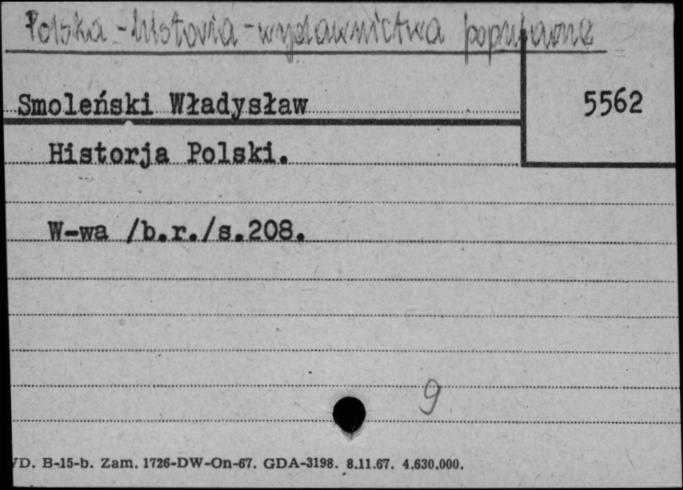 Polska - historia - wydawnictwa popularne
Smoleński Władysław 5562
Historja Polski.
W-wa /b.r./s.208.
9
D. B-15-b. Zam. 1726-DW-On-67. GDA-3198. 8.11.67. 4.630.000.